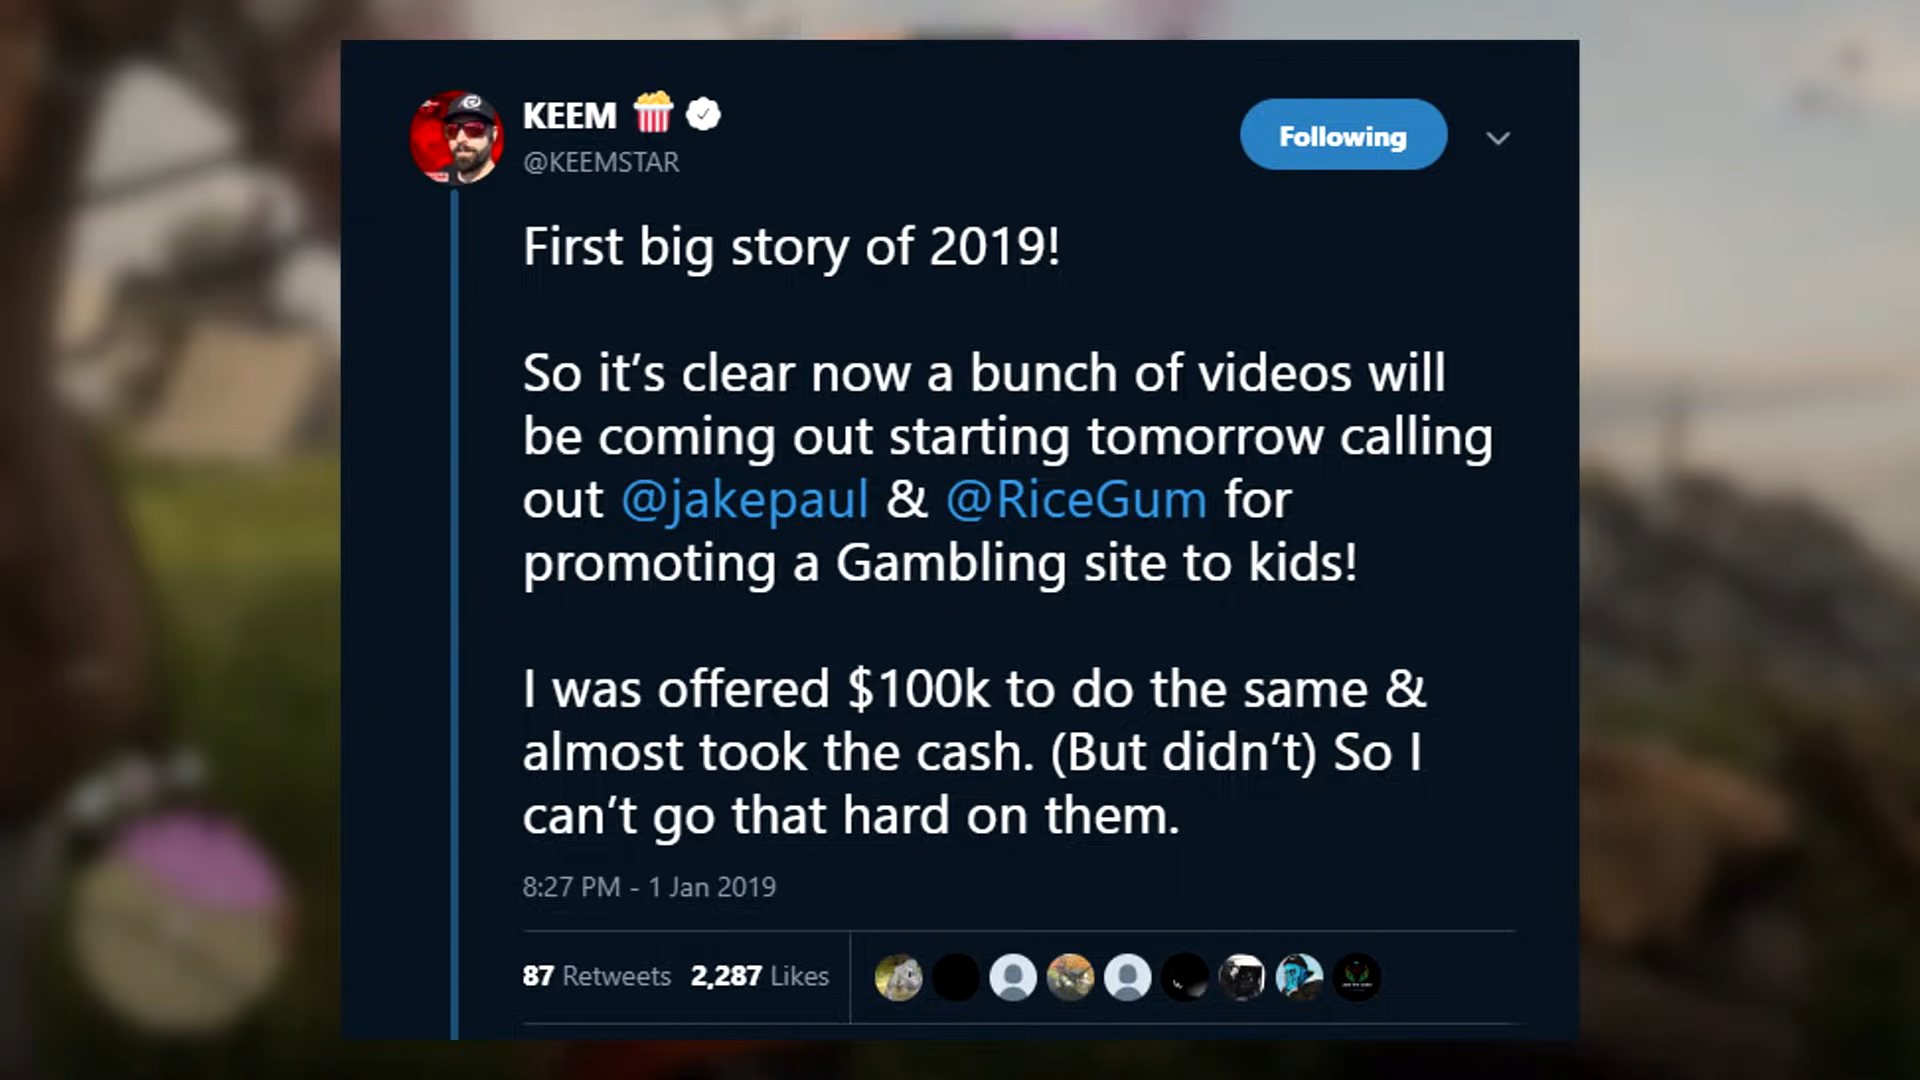 KEEM 🍿
@KEEMSTAR
Following
First big story of 2019!
So it’s clear now a bunch of videos will
be coming out starting tomorrow calling
out @jakepaul & @RiceGum for
promoting a Gambling site to kids!
I was offered $100k to do the same &
almost took the cash. (But didn’t) So I
can’t go that hard on them.
8:27 PM - 1 Jan 2019
87 Retweets 2,287 Likes